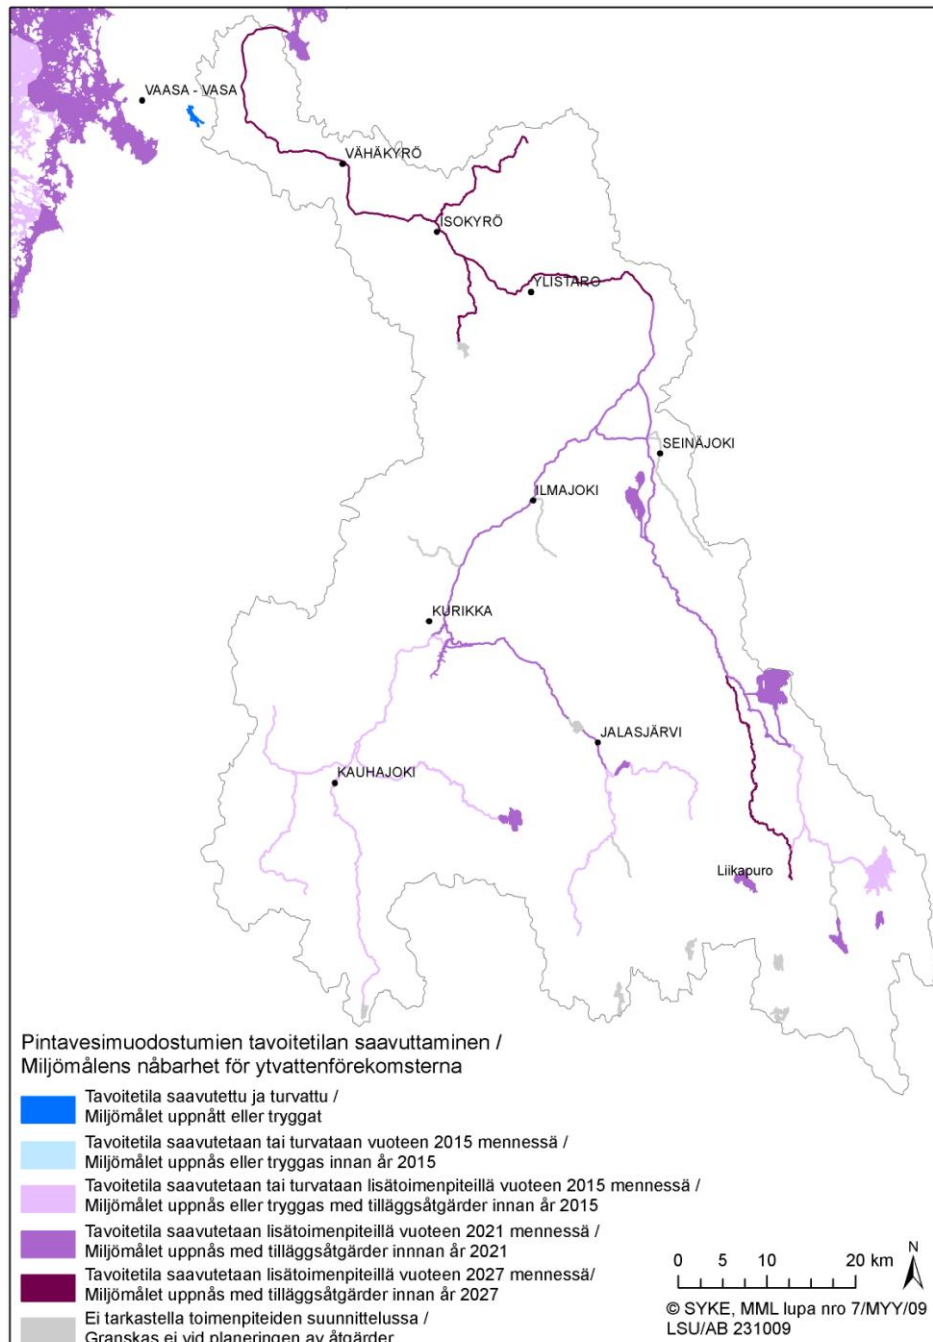 VAASA - VASA
VÄHÄKYRÖ
ISOKYRÖ
YLISTARO
SEINÄJOKI
ILMAJOKI
KURIKKA
JALASJÄRVI
KAUHAJOKI
Liikapuro
Pintavesimuodostumien tavoitetilan saavuttaminen /
Miljömålens nåbarhet för ytvattenförekomsterna
Tavoitetila saavutettu ja turvattu /
Miljömålet uppnått eller tryggat
Tavoitetila saavutetaan tai turvataan vuoteen 2015 mennessä /
Miljömålet uppnås eller tryggas innan år 2015
Tavoitetila saavutetaan tai turvataan lisätoimenpiteillä vuoteen 2015 mennessä /
Miljömålet uppnås eller tryggas med tilläggsåtgärder innan år 2015
Tavoitetila saavutetaan lisätoimenpiteillä vuoteen 2021 mennessä /
Miljömålet uppnås med tilläggsåtgärder innnan år 2021
Tavoitetila saavutetaan lisätoimenpiteillä vuoteen 2027 mennessä/
Miljömålet uppnås med tilläggsåtgärder innan år 2027
Ei tarkastella toimenpiteiden suunnittelussa /
Granskas ej vid planeringen av åtgärder
0 5 10 20 km
N
© SYKE, MML lupa nro 7/MYY/09
LSU/AB 231009